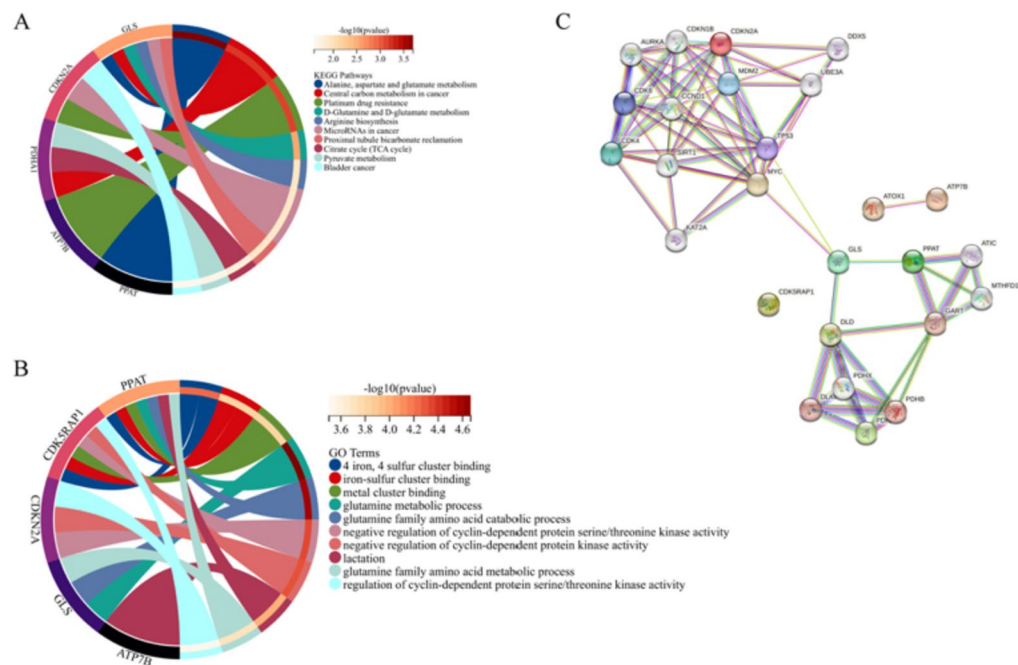 A
GLS
CDKN2A
PDHA1
ATP7B
PPAT
-log10(pvalue)
2.0 2.5 3.0 3.5
KEGG Pathways
Alanine, aspartate and glutamate metabolism
Central carbon metabolism in cancer
Platinum drug resistance
D-Glutamine and D-glutamate metabolism
Arginine biosynthesis
MicroRNAs in cancer
Proximal tubule bicarbonate reclamation
Citrate cycle (TCA cycle)
Pyruvate metabolism
Bladder cancer
B
PPAT
CDK5RAP1
CDKN2A
GLS
ATP7B
-log10(pvalue)
3.6 3.8 4.0 4.2 4.4 4.6
GO Terms
4 iron, 4 sulfur cluster binding
iron-sulfur cluster binding
metal cluster binding
glutamine metabolic process
glutamine family amino acid catabolic process
negative regulation of cyclin-dependent protein serine/threonine kinase activity
negative regulation of cyclin-dependent protein kinase activity
lactation
glutamine family amino acid metabolic process
regulation of cyclin-dependent protein serine/threonine kinase activity
C
CDKN1B
CDKN2A
AURKA
DDX5
MDM2
UBE3A
CCND1
CDK4
TP53
SIRT1
MYC
KAT2A
ATOX1
ATP7B
GLS
PPAT
ATIC
MTHFD1
CDK5RAP1
GART
DLD
PDHX
PDHB